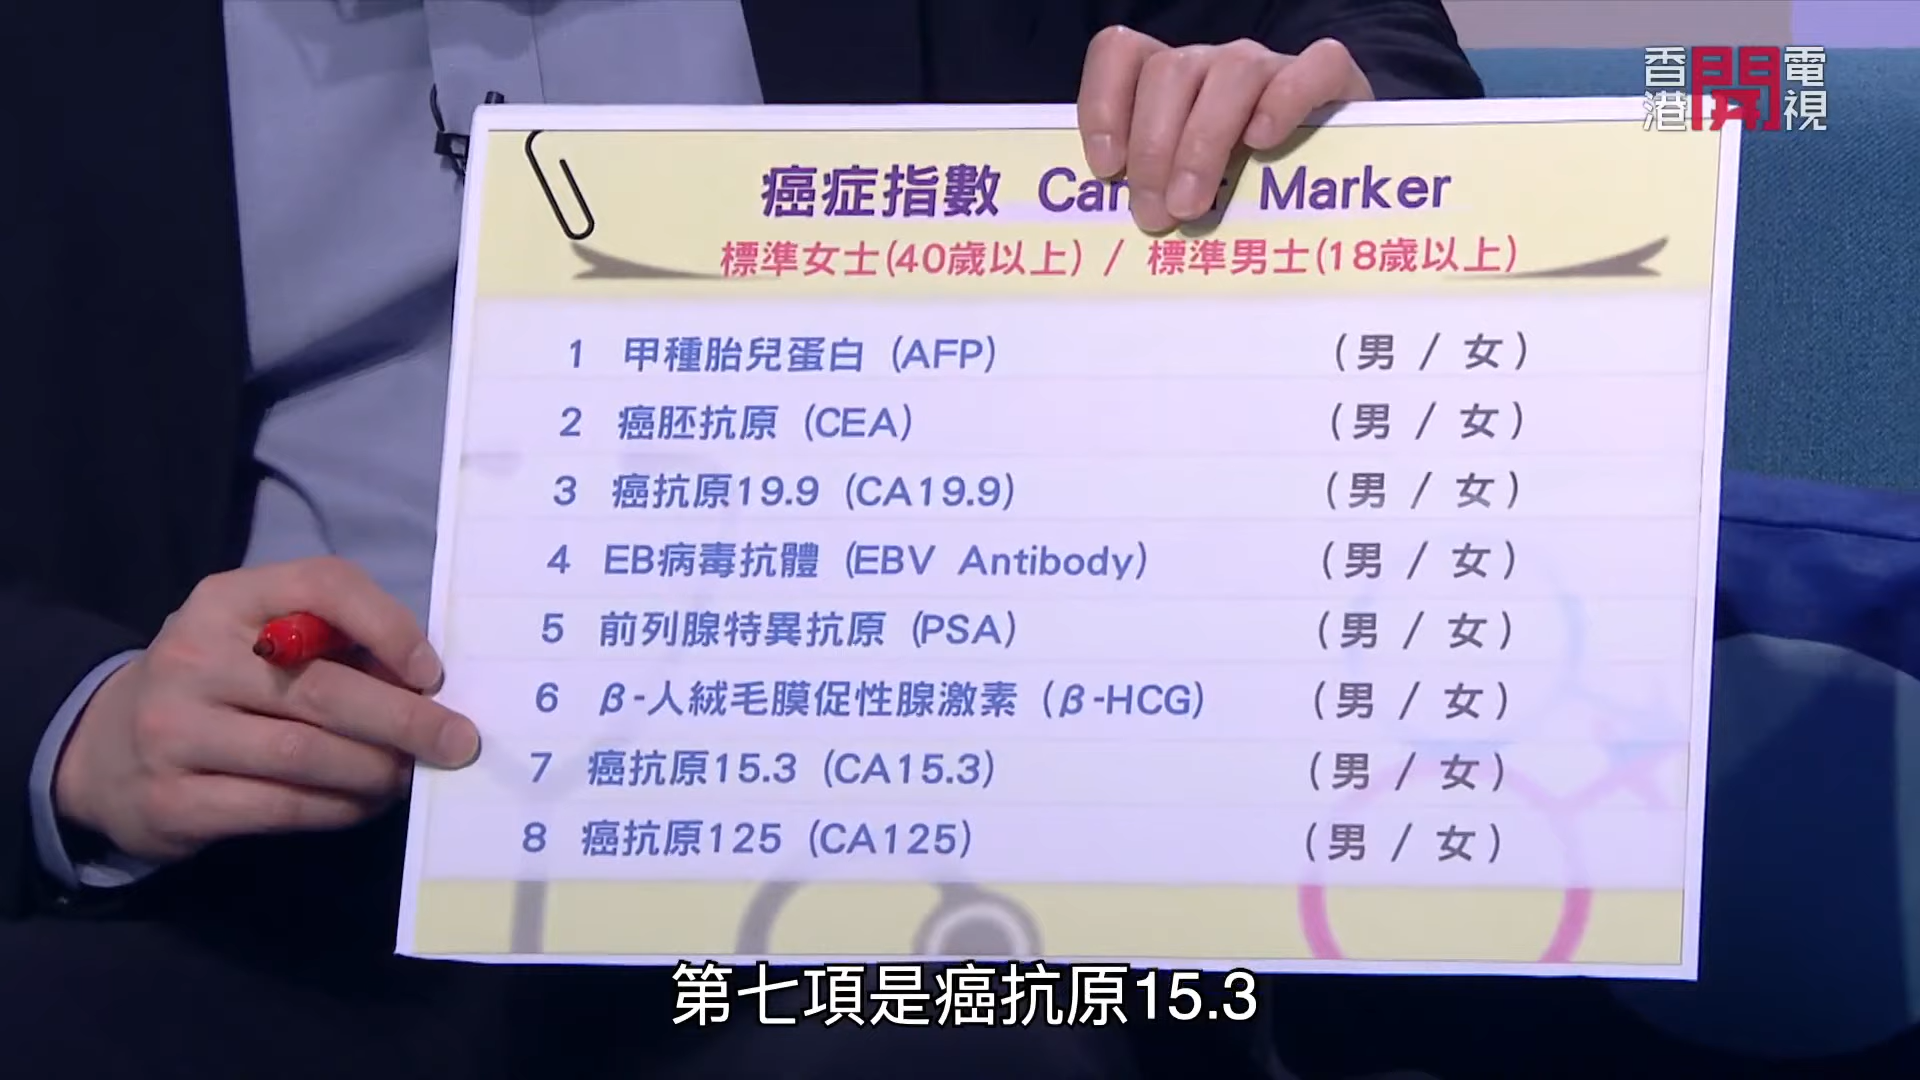 香港開電視
癌症指數 Can r Marker
標準女士(40歲以上) / 標準男士(18歲以上)
1 甲種胎兒蛋白 (AFP) (男 / 女)
2 癌胚抗原 (CEA) (男 / 女)
3 癌抗原19.9 (CA19.9) (男 / 女)
4 EB病毒抗體 (EBV Antibody) (男 / 女)
5 前列腺特異抗原 (PSA) (男 / 女)
6 β-人絨毛膜促性腺激素 (β-HCG) (男 / 女)
7 癌抗原15.3 (CA15.3) (男 / 女)
8 癌抗原125 (CA125) (男 / 女)
第七項是癌抗原15.3